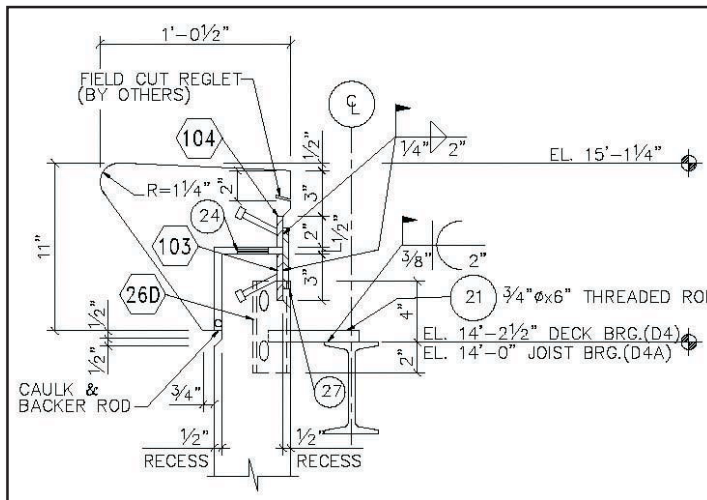 1'-0½"
FIELD CUT REGLET
(BY OTHERS)
℄
104
¼"
2"
½"
EL. 15'-1¼"
R=1¼"
2"
3"
24
2"
½"
11"
103
3"
⅜"
2"
26D
21
¾"øx6" THREADED RO
4"
½"
EL. 14'-2½" DECK BRG.(D4)
½"
2"
EL. 14'-0" JOIST BRG.(D4A)
CAULK &
BACKER ROD
¾"
27
½"
½"
RECESS
RECESS